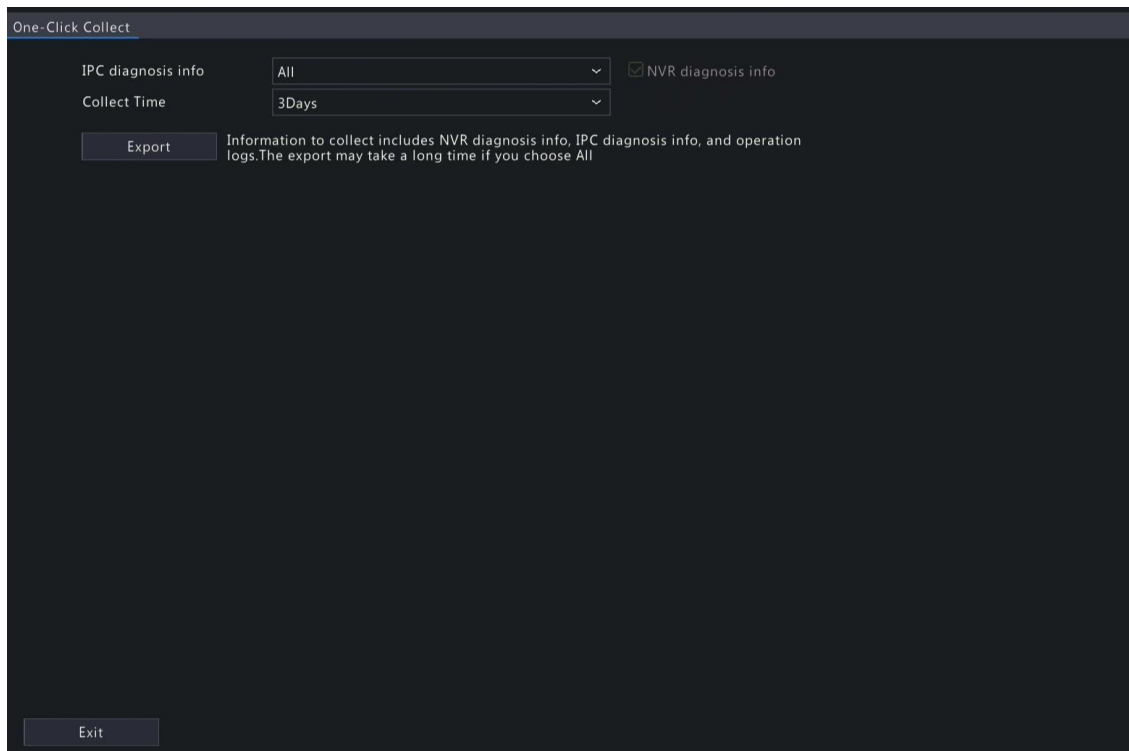 One-Click Collect
IPC diagnosis info All NVR diagnosis info
Collect Time 3Days
Export Information to collect includes NVR diagnosis info, IPC diagnosis info, and operation
logs.The export may take a long time if you choose All
Exit